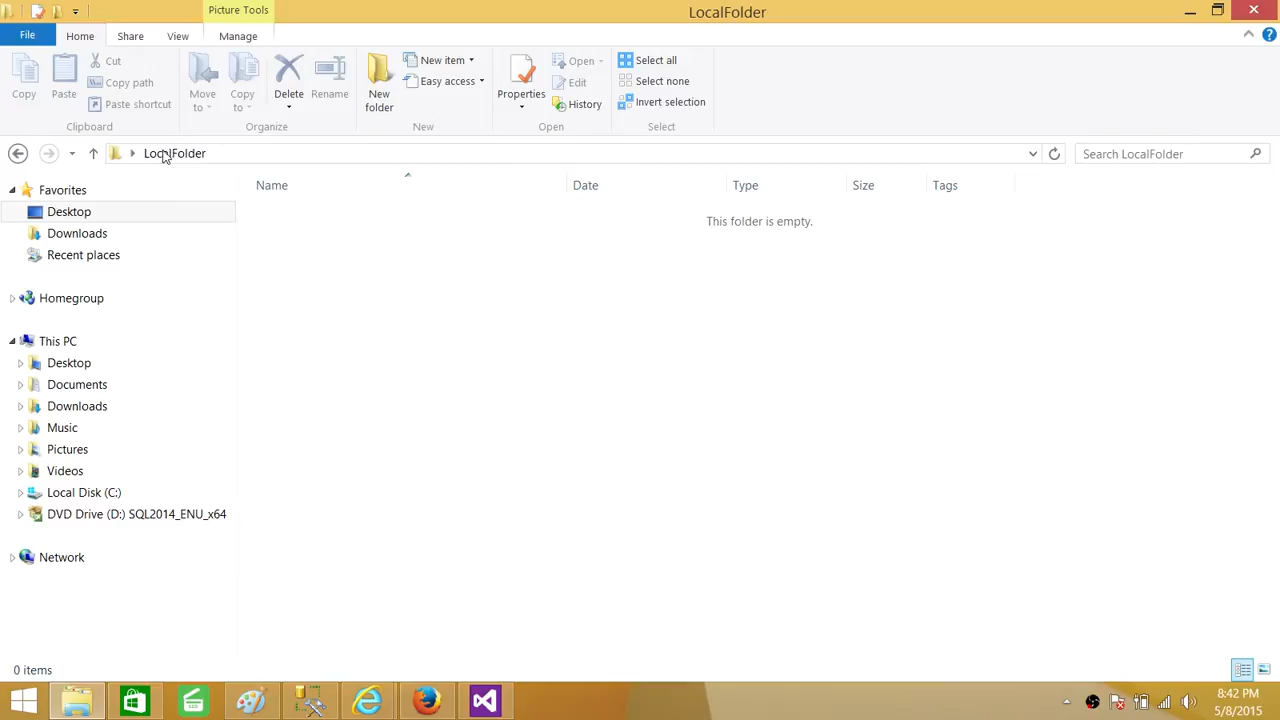 Picture Tools
LocalFolder
File
Home
Share
View
Manage
Copy
Paste
Cut
Copy path
Paste shortcut
Clipboard
Move to
Copy to
Delete
Rename
Organize
New folder
New item
Easy access
New
Properties
Open
Edit
History
Open
Select all
Select none
Invert selection
Select
LocalFolder
Search LocalFolder
Name
Date
Type
Size
Tags
This folder is empty.
Favorites
Desktop
Downloads
Recent places
Homegroup
This PC
Desktop
Documents
Downloads
Music
Pictures
Videos
Local Disk (C:)
DVD Drive (D:) SQL2014_ENU_x64
Network
0 items
8:42 PM
5/8/2015